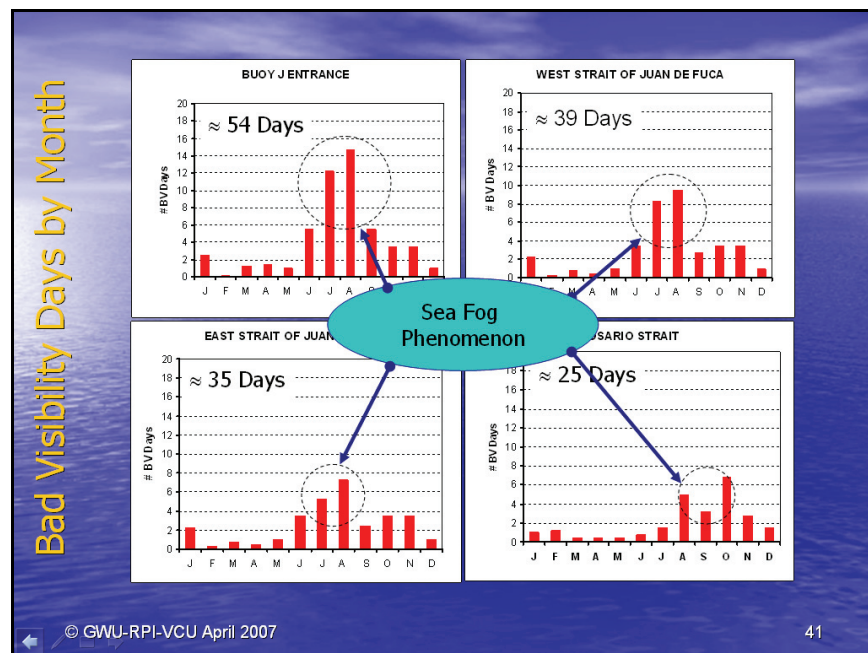 Bad Visibility Days by Month
BUOY J ENTRANCE
≈ 54 Days
# BV Days
20
18
16
14
12
10
8
6
4
2
0
J F M A M J J A
WEST STRAIT OF JUAN DE FUCA
≈ 39 Days
# BV Days
20
18
16
14
12
10
8
6
4
2
0
M J J A S O N D
Sea Fog
Phenomenon
EAST STRAIT OF JUAN
≈ 35 Days
# BV Days
20
18
16
14
12
10
8
6
4
2
0
J F M A M J J A S O N D
OSARIO STRAIT
≈ 25 Days
# BV Days
18
16
14
12
10
8
6
4
2
0
J F M A M J J A S O N D
© GWU-RPI-VCU April 2007
41